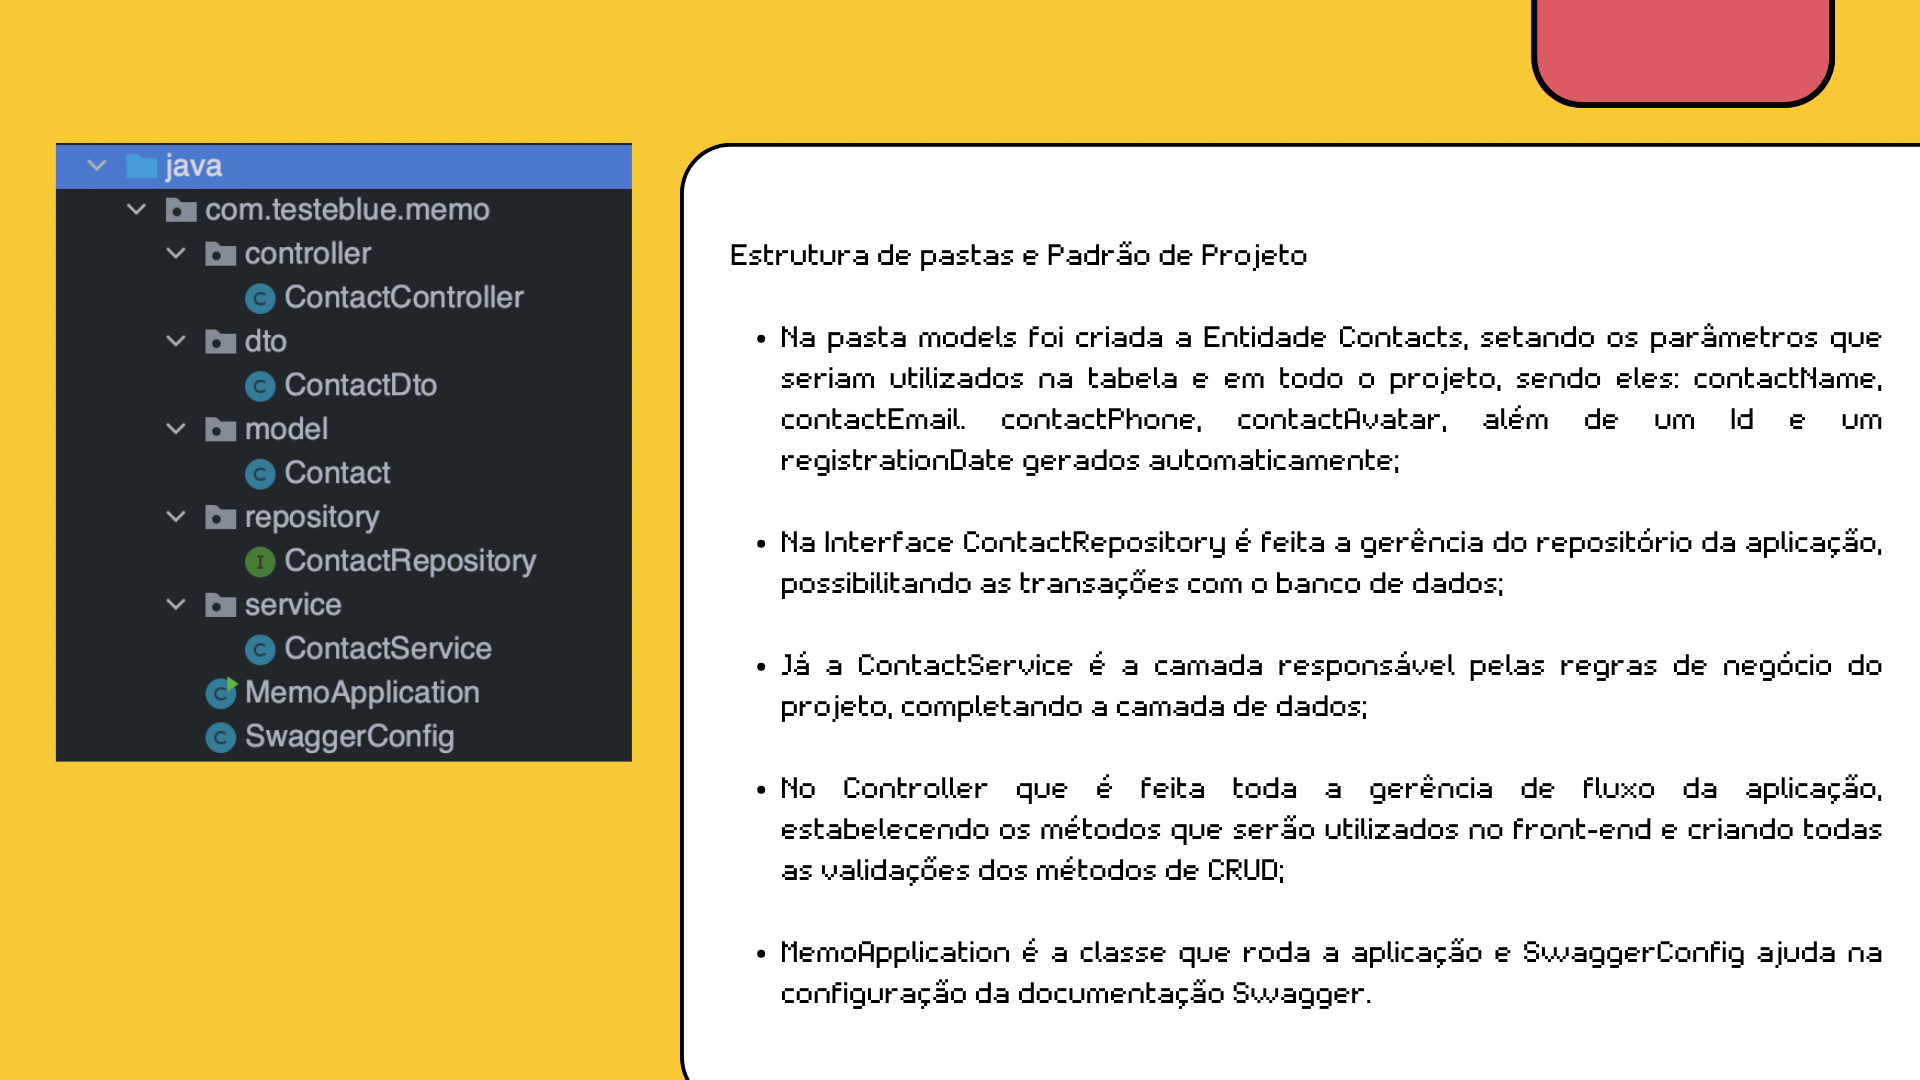 java
com.testeblue.memo
controller
ContactController
dto
ContactDto
model
Contact
repository
ContactRepository
service
ContactService
MemoApplication
SwaggerConfig
Estrutura de pastas e Padrão de Projeto
• Na pasta models foi criada a Entidade Contacts, setando os parâmetros que
seriam utilizados na tabela e em todo o projeto, sendo eles: contactName,
contactEmail. contactPhone, contactAvatar, além de um Id e um
registrationDate gerados automaticamente;
• Na Interface ContactRepository é feita a gerência do repositório da aplicação,
possibilitando as transações com o banco de dados;
• Já a ContactService é a camada responsável pelas regras de negócio do
projeto, completando a camada de dados;
• No Controller que é feita toda a gerência de fluxo da aplicação,
estabelecendo os métodos que serão utilizados no front-end e criando todas
as validações dos métodos de CRUD;
• MemoApplication é a classe que roda a aplicação e SwaggerConfig ajuda na
configuração da documentação Swagger.